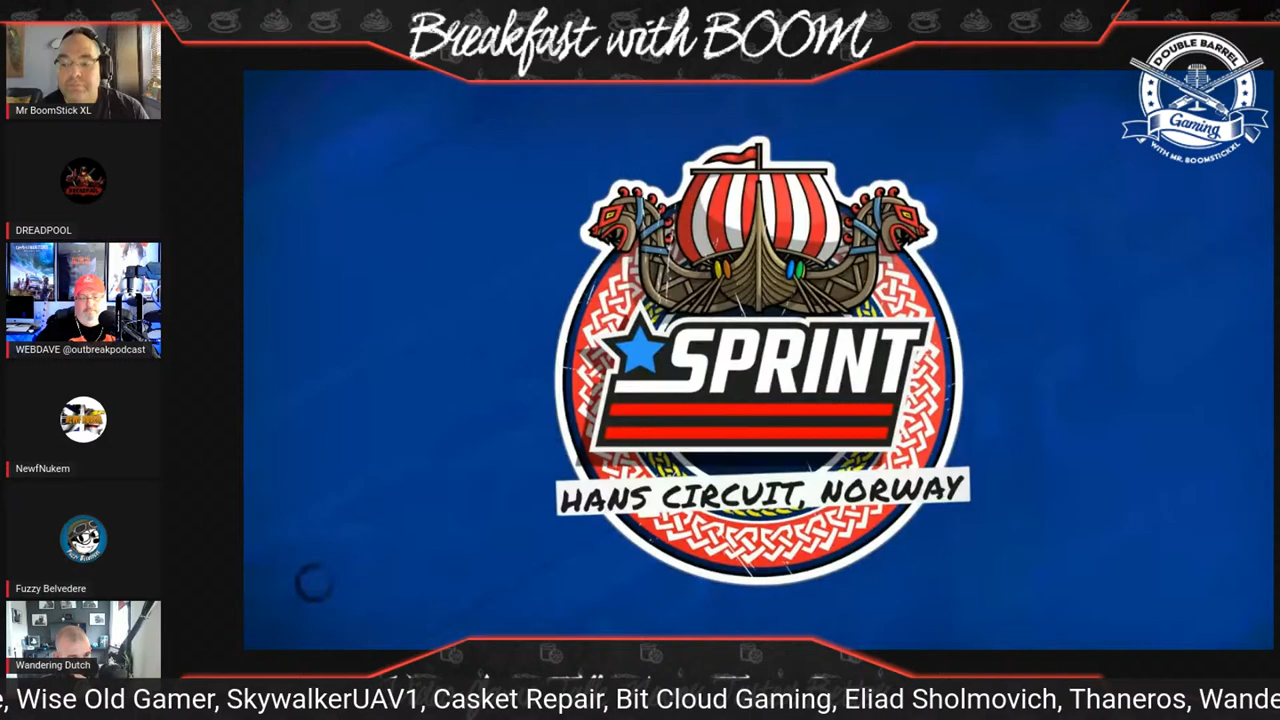 Breakfast with BOOM
DOUBLE BARREL
Gaming
WITH MR. BOOMSTICKXL
Mr BoomStick XL
DREADPOOL
WEBDAVE @outbreakpodcast
NewfNukem
Fuzzy Belvedere
Wandering Dutch
SPRINT
HANS CIRCUIT, NORWAY
, Wise Old Gamer, SkywalkerUAV1, Casket Repair, Bit Cloud Gaming, Eliad Sholmovich, Thaneros, Wande